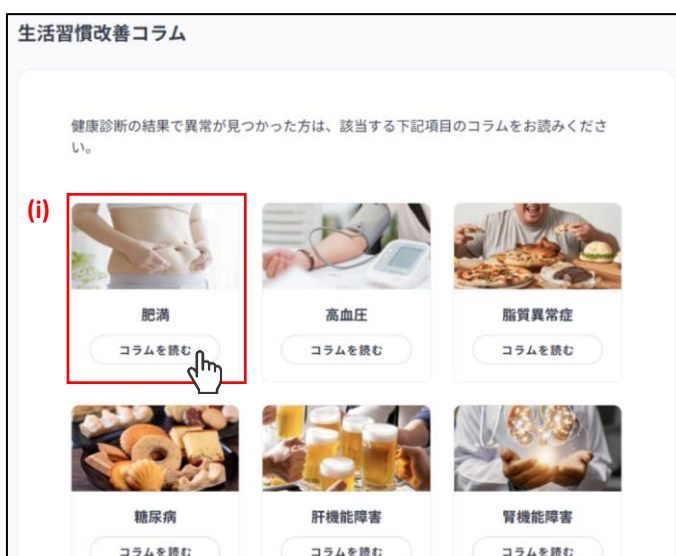 生活習慣改善コラム
健康診断の結果で異常が見つかった方は、該当する下記項目のコラムをお読みくださ
い。
(i)
肥満
高血圧
脂質異常症
コラムを読む
コラムを読む
コラムを読む
糖尿病
肝機能障害
腎機能障害
コラムを読む
コラムを読む
コラムを読む